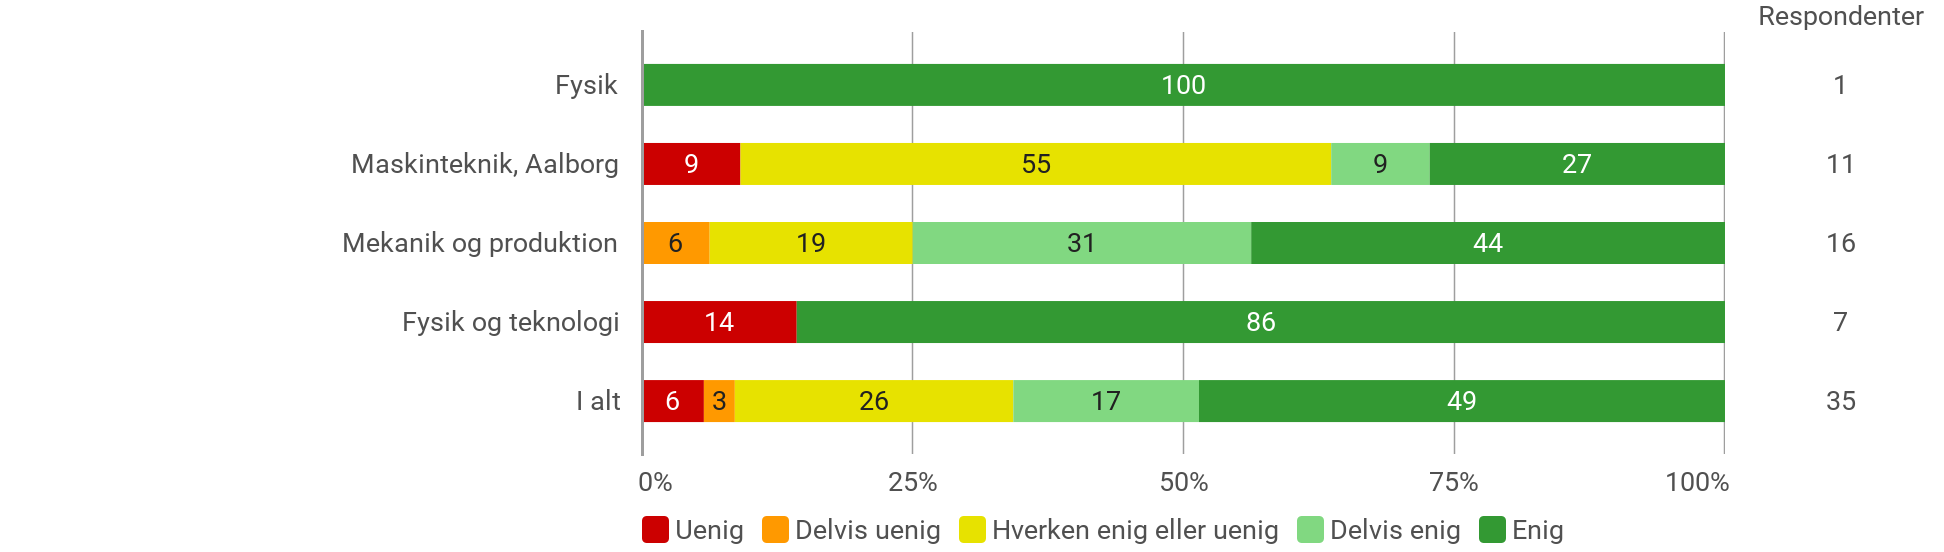 Respondenter
Fysik 100 1
Maskinteknik, Aalborg 9 55 9 27 11
Mekanik og produktion 6 19 31 44 16
Fysik og teknologi 14 86 7
I alt 6 3 26 17 49 35
0% 25% 50% 75% 100%
Uenig Delvis uenig Hverken enig eller uenig Delvis enig Enig